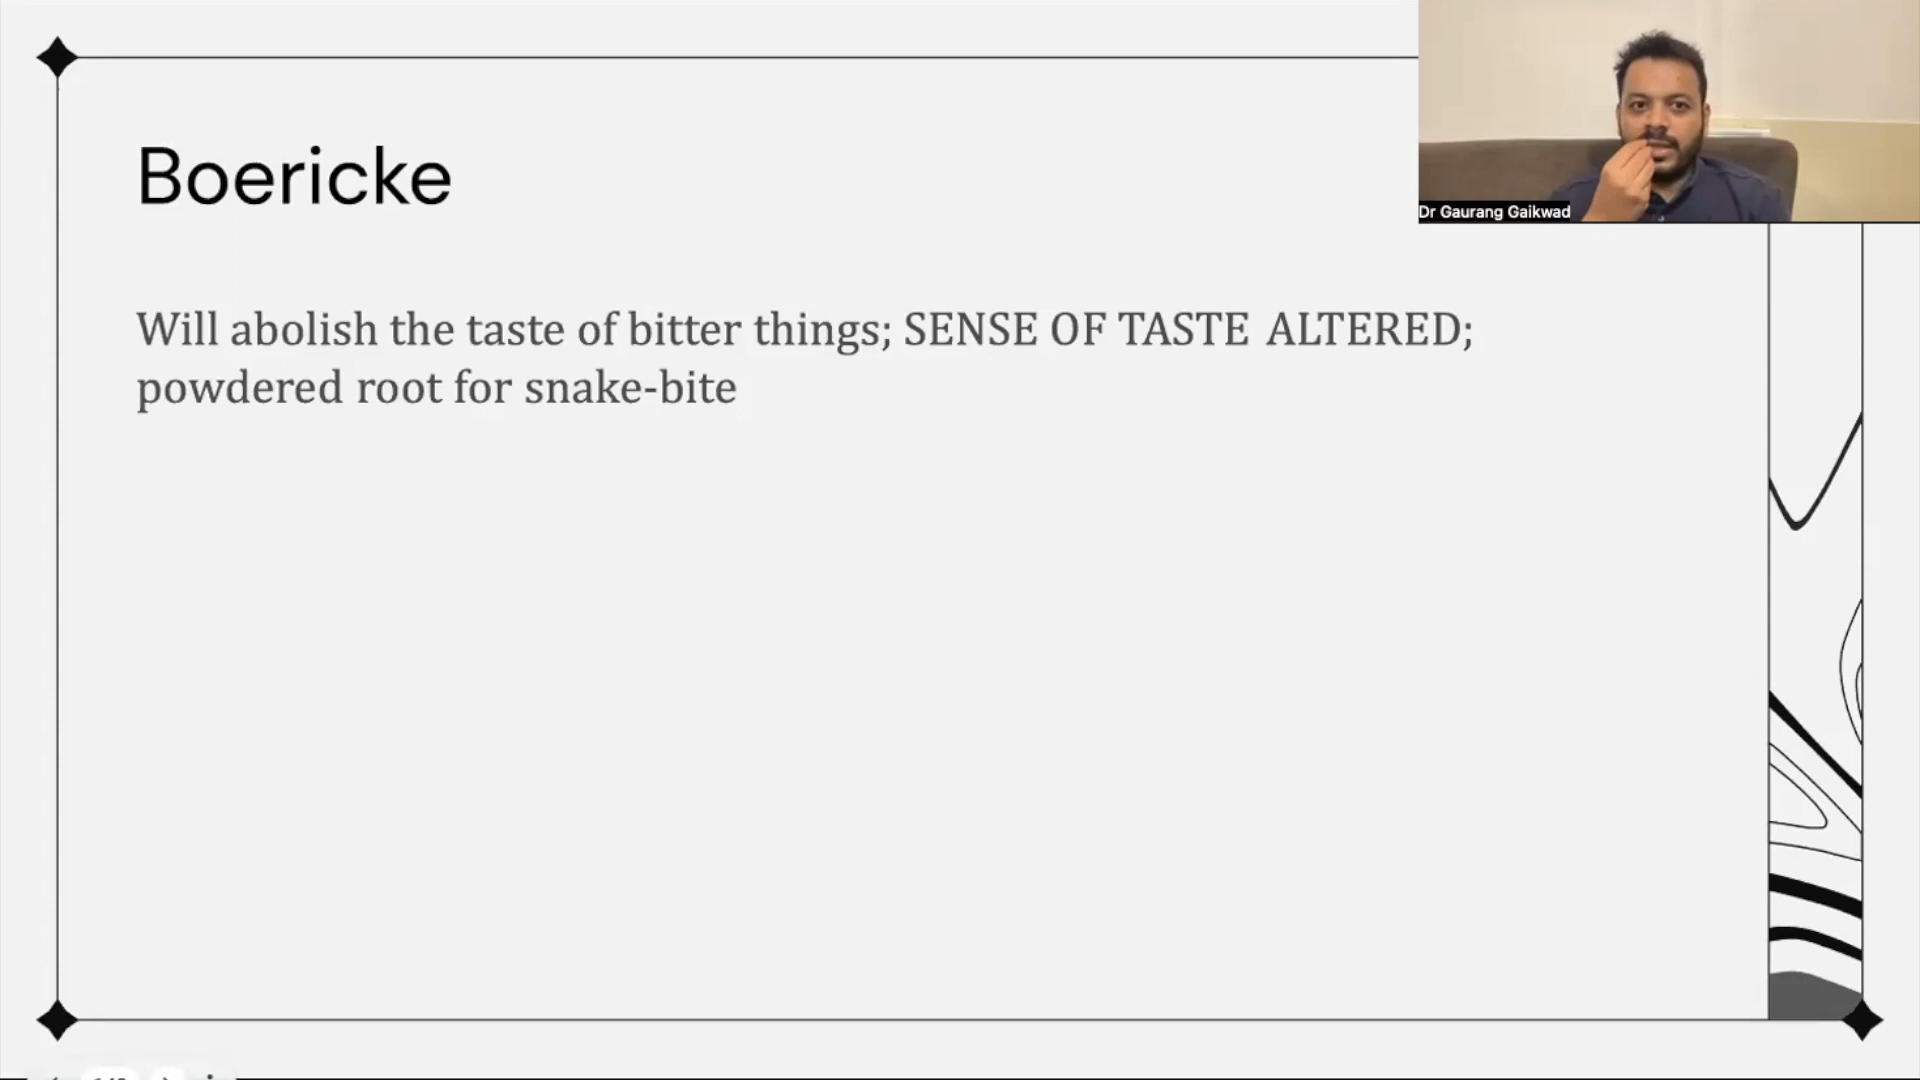 Boericke
Dr Gaurang Gaikwad
Will abolish the taste of bitter things; SENSE OF TASTE ALTERED;
powdered root for snake-bite